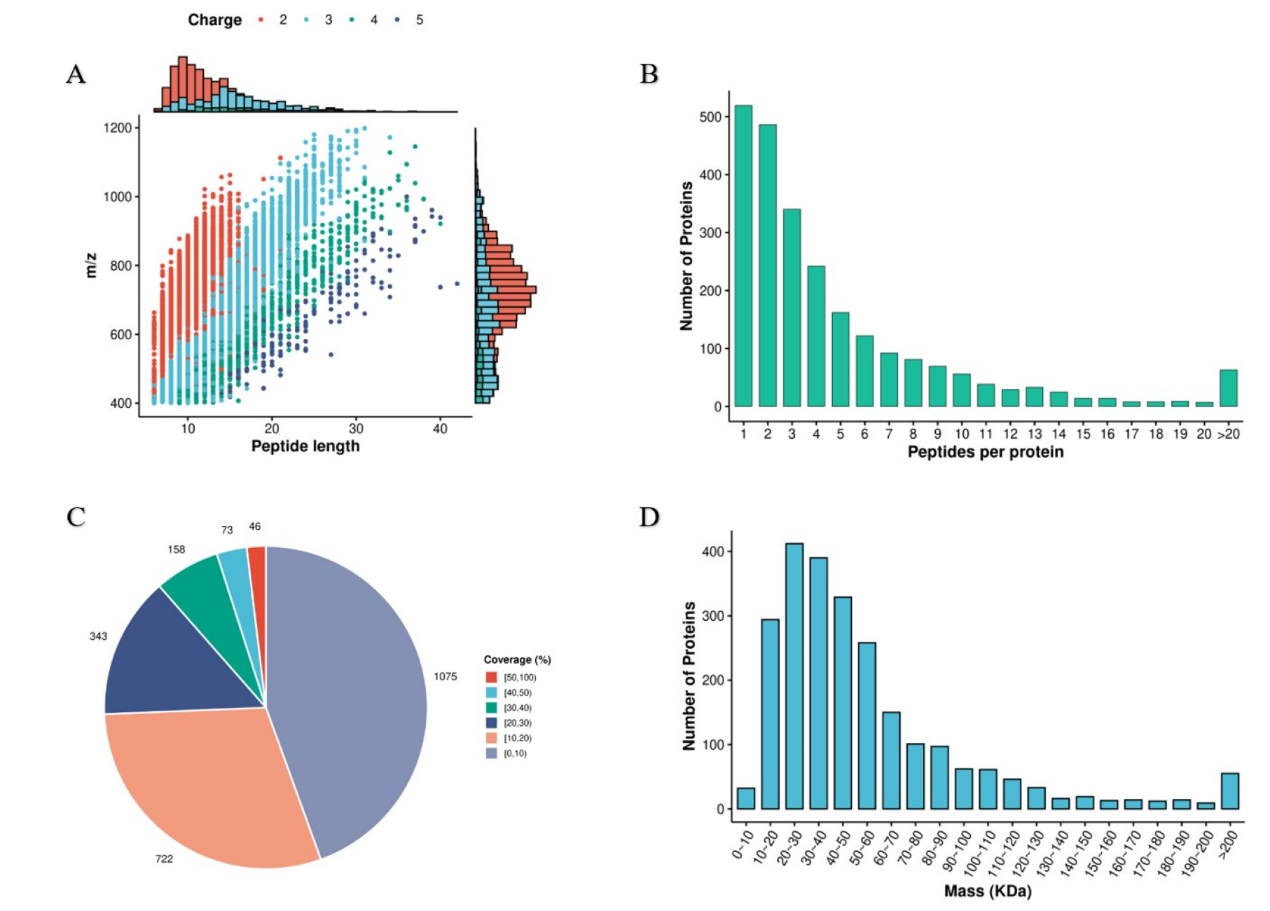 Charge 2 3 4 5
A
1200
1000
800
600
400
m/z
10 20 30 40
Peptide length
B
500
400
300
200
100
0
Number of Proteins
1 2 3 4 5 6 7 8 9 10 11 12 13 14 15 16 17 18 19 20 >20
Peptides per protein
C
46
73
158
343
722
1075
Coverage (%)
[50,100)
[40,50)
[30,40)
[20,30)
[10,20)
[0,10)
D
400
300
200
100
0
Number of Proteins
0~10 10~20 20~30 30~40 40~50 50~60 60~70 70~80 80~90 90~100 100~110 110~120 120~130 130~140 140~150 150~160 160~170 170~180 180~190 190~200 >200
Mass (KDa)